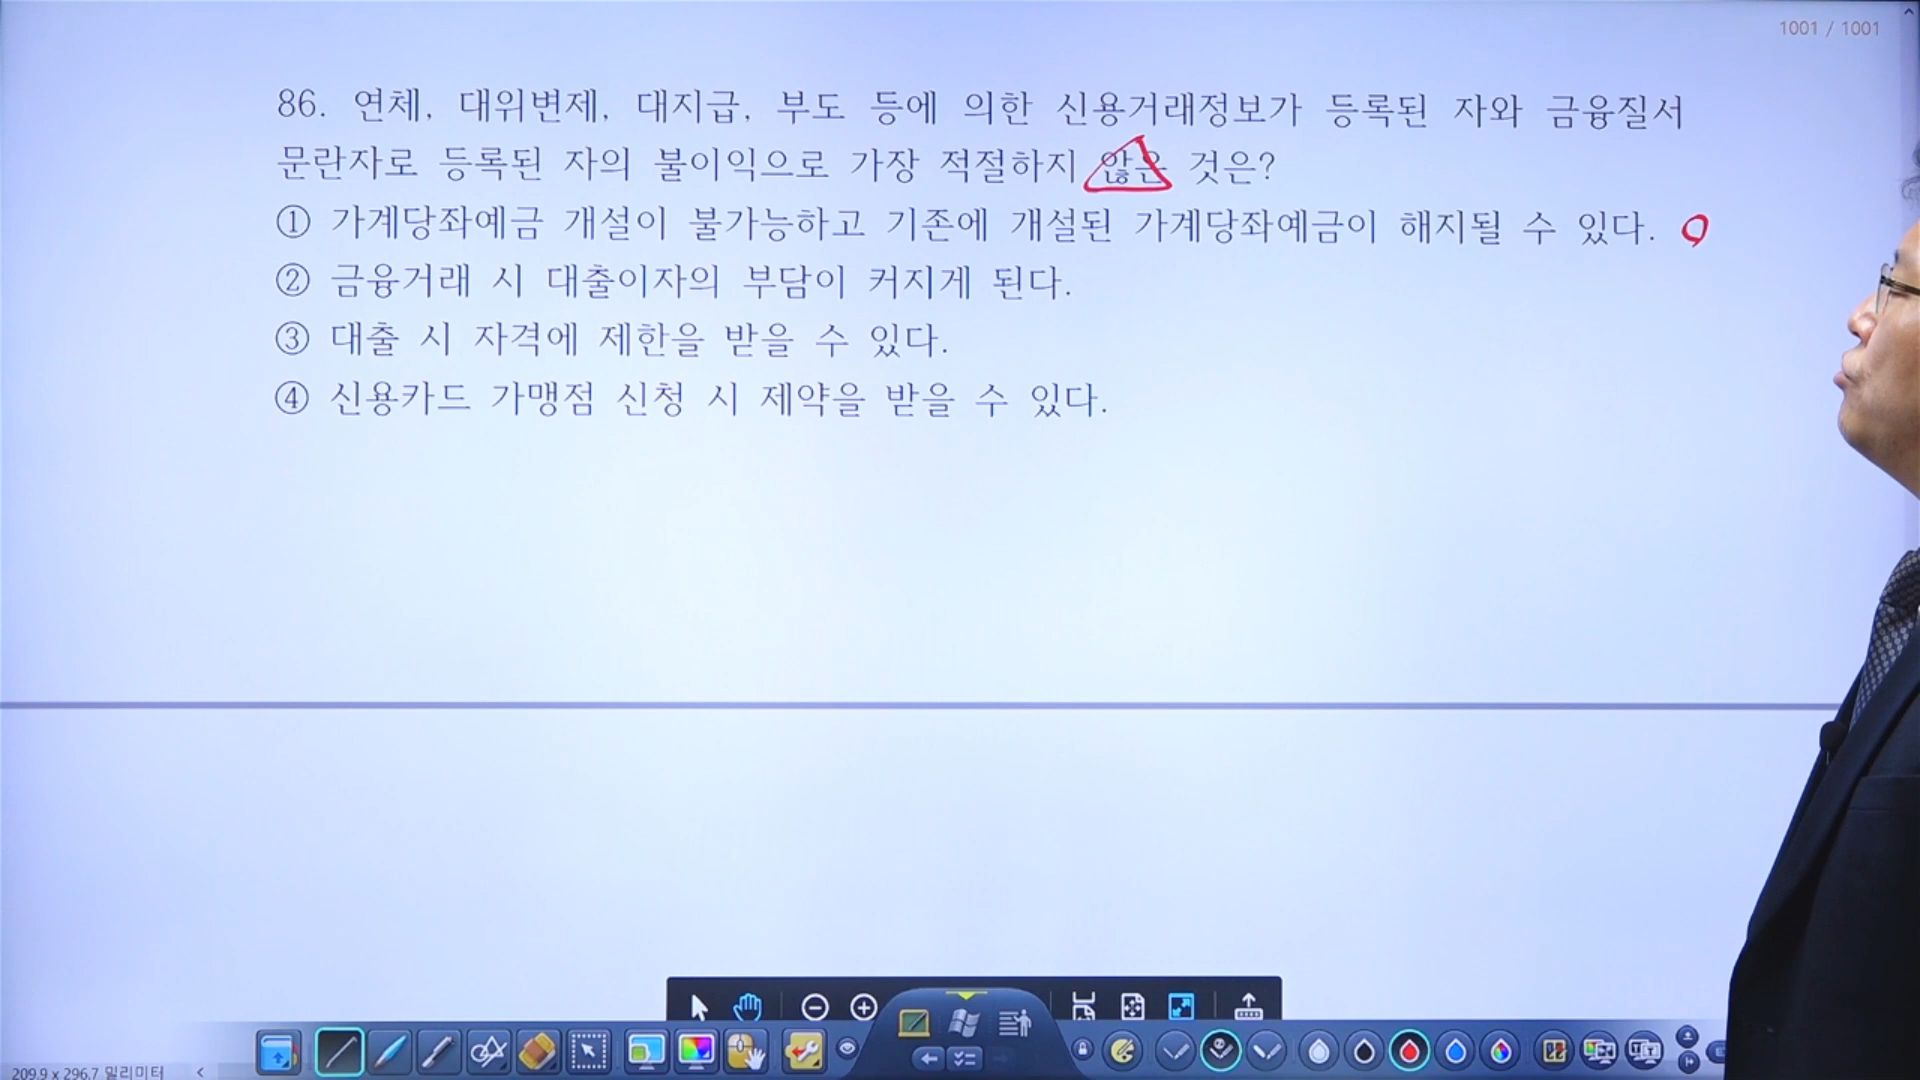 1001 / 1001
86. 연체, 대위변제, 대지급, 부도 등에 의한 신용거래정보가 등록된 자와 금융질서
문란자로 등록된 자의 불이익으로 가장 적절하지 않은 것은?
① 가계당좌예금 개설이 불가능하고 기존에 개설된 가계당좌예금이 해지될 수 있다.
② 금융거래 시 대출이자의 부담이 커지게 된다.
③ 대출 시 자격에 제한을 받을 수 있다.
④ 신용카드 가맹점 신청 시 제약을 받을 수 있다.
209.9 x 296.7 밀리미터